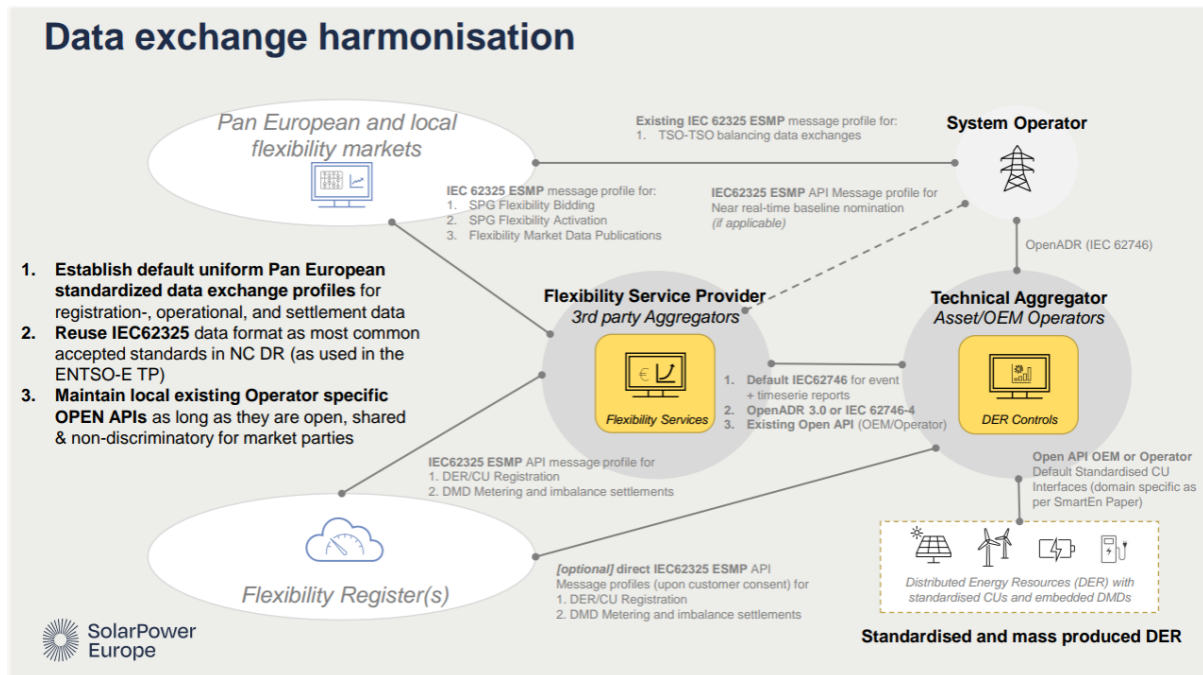 Data exchange harmonisation
Pan European and local
flexibility markets
Existing IEC 62325 ESMP message profile for:
1. TSO-TSO balancing data exchanges
System Operator
IEC 62325 ESMP message profile for:
1. SPG Flexibility Bidding
2. SPG Flexibility Activation
3. Flexibility Market Data Publications
IEC62325 ESMP API Message profile for
Near real-time baseline nomination
(if applicable)
OpenADR (IEC 62746)
1. Establish default uniform Pan European
standardized data exchange profiles for
registration-, operational, and settlement data
2. Reuse IEC62325 data format as most common
accepted standards in NC DR (as used in the
ENTSO-E TP)
3. Maintain local existing Operator specific
OPEN APIs as long as they are open, shared
& non-discriminatory for market parties
Flexibility Service Provider
3rd party Aggregators
€
Flexibility Services
1. Default IEC62746 for event
+ timeserie reports
2. OpenADR 3.0 or IEC 62746-4
3. Existing Open API (OEM/Operator)
Technical Aggregator
Asset/OEM Operators
DER Controls
IEC62325 ESMP API message profile for
1. DER/CU Registration
2. DMD Metering and imbalance settlements
Open API OEM or Operator
Default Standardised CU
Interfaces (domain specific as
per SmartEn Paper)
Flexibility Register(s)
[optional] direct IEC62325 ESMP API
Message profiles (upon customer consent) for
1. DER/CU Registration
2. DMD Metering and imbalance settlements
Distributed Energy Resources (DER) with
standardised CUs and embedded DMDs
Standardised and mass produced DER
SolarPower
Europe